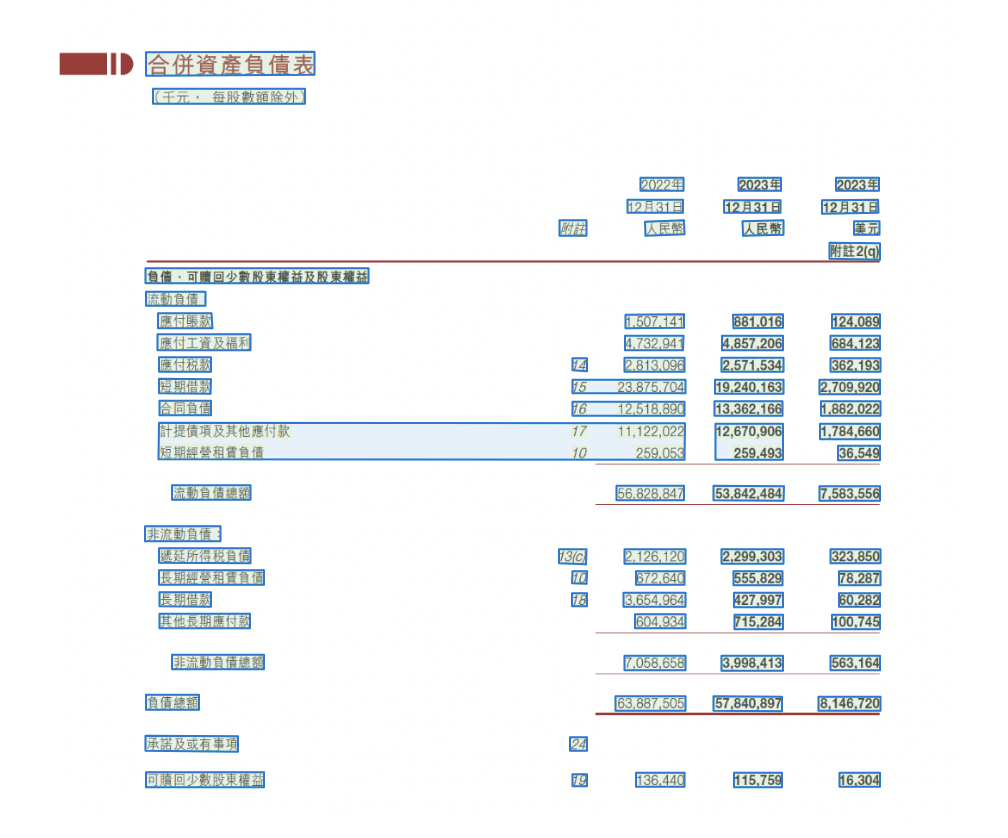 合併資產負債表
(千元， 每股數額除外)
2022年 2023年 2023年
12月31日 12月31日 12月31日
附註 人民幣 人民幣 美元
附註2(q)
負債、可贖回少數股東權益及股東權益
流動負債：
應付賬款 1,507,141 881,016 124,089
應付工資及福利 4,732,941 4,857,206 684,123
應付稅款 14 2,813,096 2,571,534 362,193
短期借款 15 23,875,704 19,240,163 2,709,920
合同負債 16 12,518,890 13,362,166 1,882,022
計提債項及其他應付款 17 11,122,022 12,670,906 1,784,660
短期經營租賃負債 10 259,053 259,493 36,549
流動負債總額 56,828,847 53,842,484 7,583,556
非流動負債：
遞延所得稅負債 13(c) 2,126,120 2,299,303 323,850
長期經營租賃負債 10 672,640 555,829 78,287
長期借款 18 3,654,964 427,997 60,282
其他長期應付款 604,934 715,284 100,745
非流動負債總額 7,058,658 3,998,413 563,164
負債總額 63,887,505 57,840,897 8,146,720
承諾及或有事項 24
可贖回少數股東權益 19 136,440 115,759 16,304